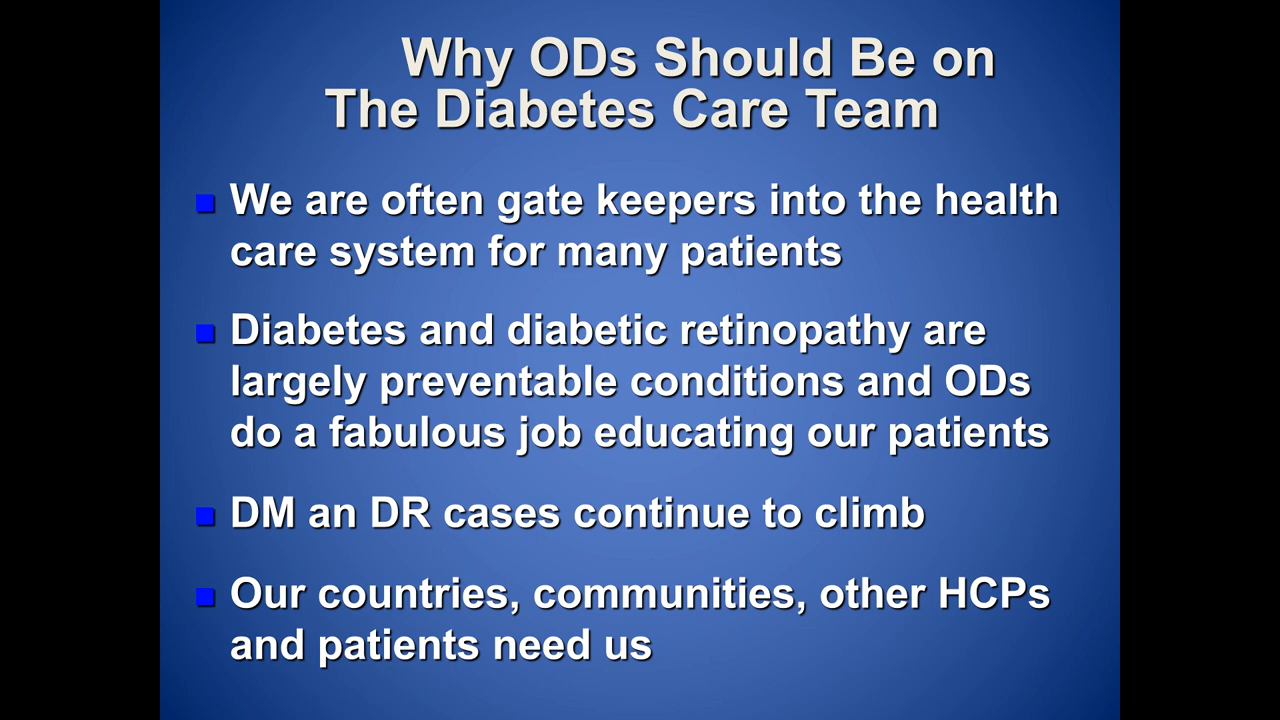 Why ODs Should Be on
The Diabetes Care Team
We are often gate keepers into the health
care system for many patients
Diabetes and diabetic retinopathy are
largely preventable conditions and ODs
do a fabulous job educating our patients
DM an DR cases continue to climb
Our countries, communities, other HCPs
and patients need us